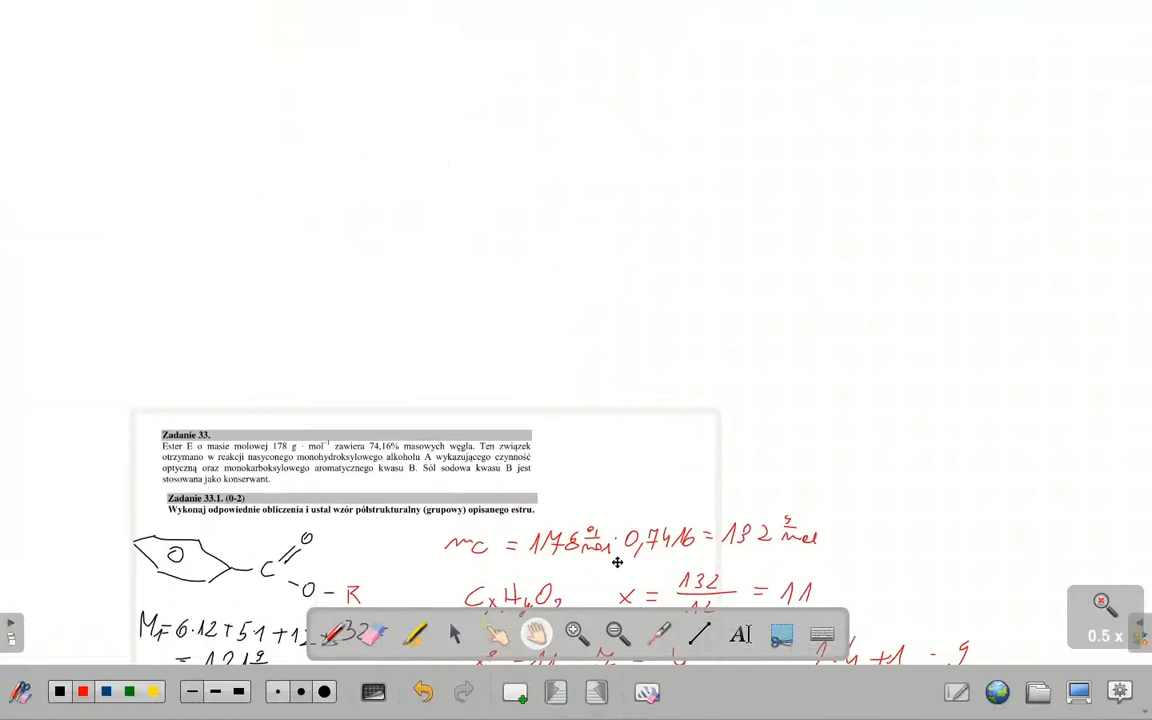 Zadanie 33.
Ester E o masie molowej 178 g · mol⁻¹ zawiera 74,16% masowych węgla. Ten związek
otrzymano w reakcji nasyconego monohydroksylowego alkoholu A wykazującego czynność
optyczną oraz monokarboksylowego aromatycznego kwasu B. Sól sodowa kwasu B jest
stosowana jako konserwant.
Zadanie 33.1. (0-2)
Wykonaj odpowiednie obliczenia i ustal wzór półstrukturalny (grupowy) opisanego estru.
mc = 178 g/mol · 0,7416 = 132 g/mol
C O O – R
CxHyO2 x = 132/12 = 11
= 121 g
A
0.5 x